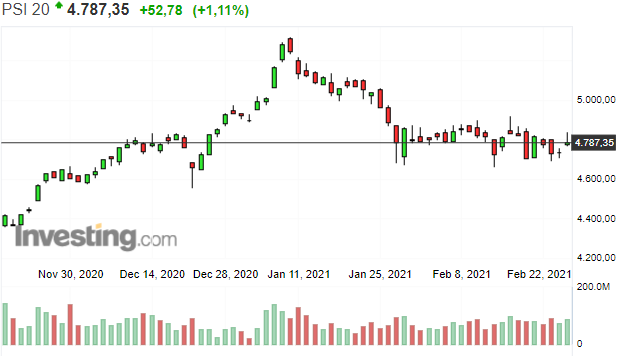 PSI 20 4.787,35 +52,78 (+1,11%)
5.000,00
4.787,35
4.600,00
4.400,00
4.200,00
Investing.com
Nov 30, 2020 Dec 14, 2020 Dec 28, 2020 Jan 11, 2021 Jan 25, 2021 Feb 8, 2021 Feb 22, 2021
200.0M
0